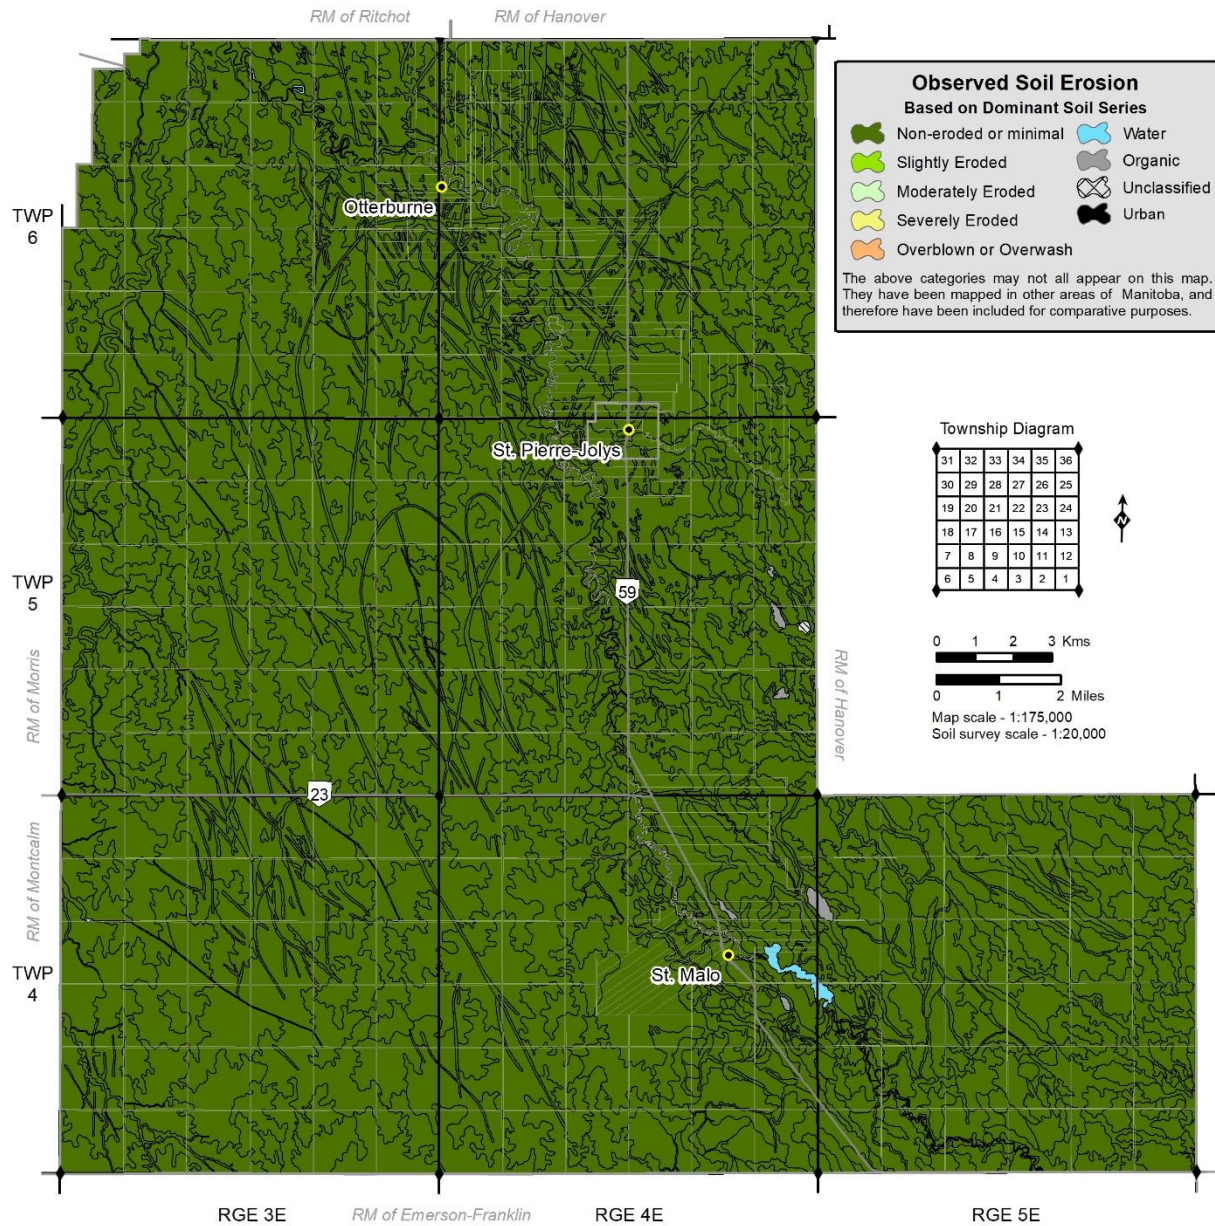 RM of Ritchot
RM of Hanover
Observed Soil Erosion
Based on Dominant Soil Series
Non-eroded or minimal
Water
Slightly Eroded
Organic
Moderately Eroded
Unclassified
Severely Eroded
Urban
Overblown or Overwash
The above categories may not all appear on this map.
They have been mapped in other areas of Manitoba, and
therefore have been included for comparative purposes.
Otterburne
TWP
6
St. Pierre-Jolys
Township Diagram
31 32 33 34 35 36
30 29 28 27 26 25
19 20 21 22 23 24
18 17 16 15 14 13
7 8 9 10 11 12
6 5 4 3 2 1
N
TWP
5
59
0 1 2 3 Kms
0 1 2 Miles
Map scale - 1:175,000
Soil survey scale - 1:20,000
RM of Morris
RM of Hanover
23
RM of Montcalm
St. Malo
TWP
4
RGE 3E
RM of Emerson-Franklin
RGE 4E
RGE 5E